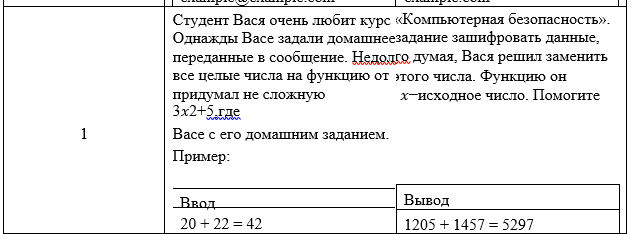 Студент Вася очень любит курс «Компьютерная безопасность».
Однажды Васе задали домашнее задание зашифровать данные,
переданные в сообщение. Недолго думая, Вася решил заменить
все целые числа на функцию от этого числа. Функцию он
придумал не сложную x−исходное число. Помогите
3x2+5,где
1 Васе с его домашним заданием.
Пример:
Ввод Вывод
20 + 22 = 42 1205 + 1457 = 5297